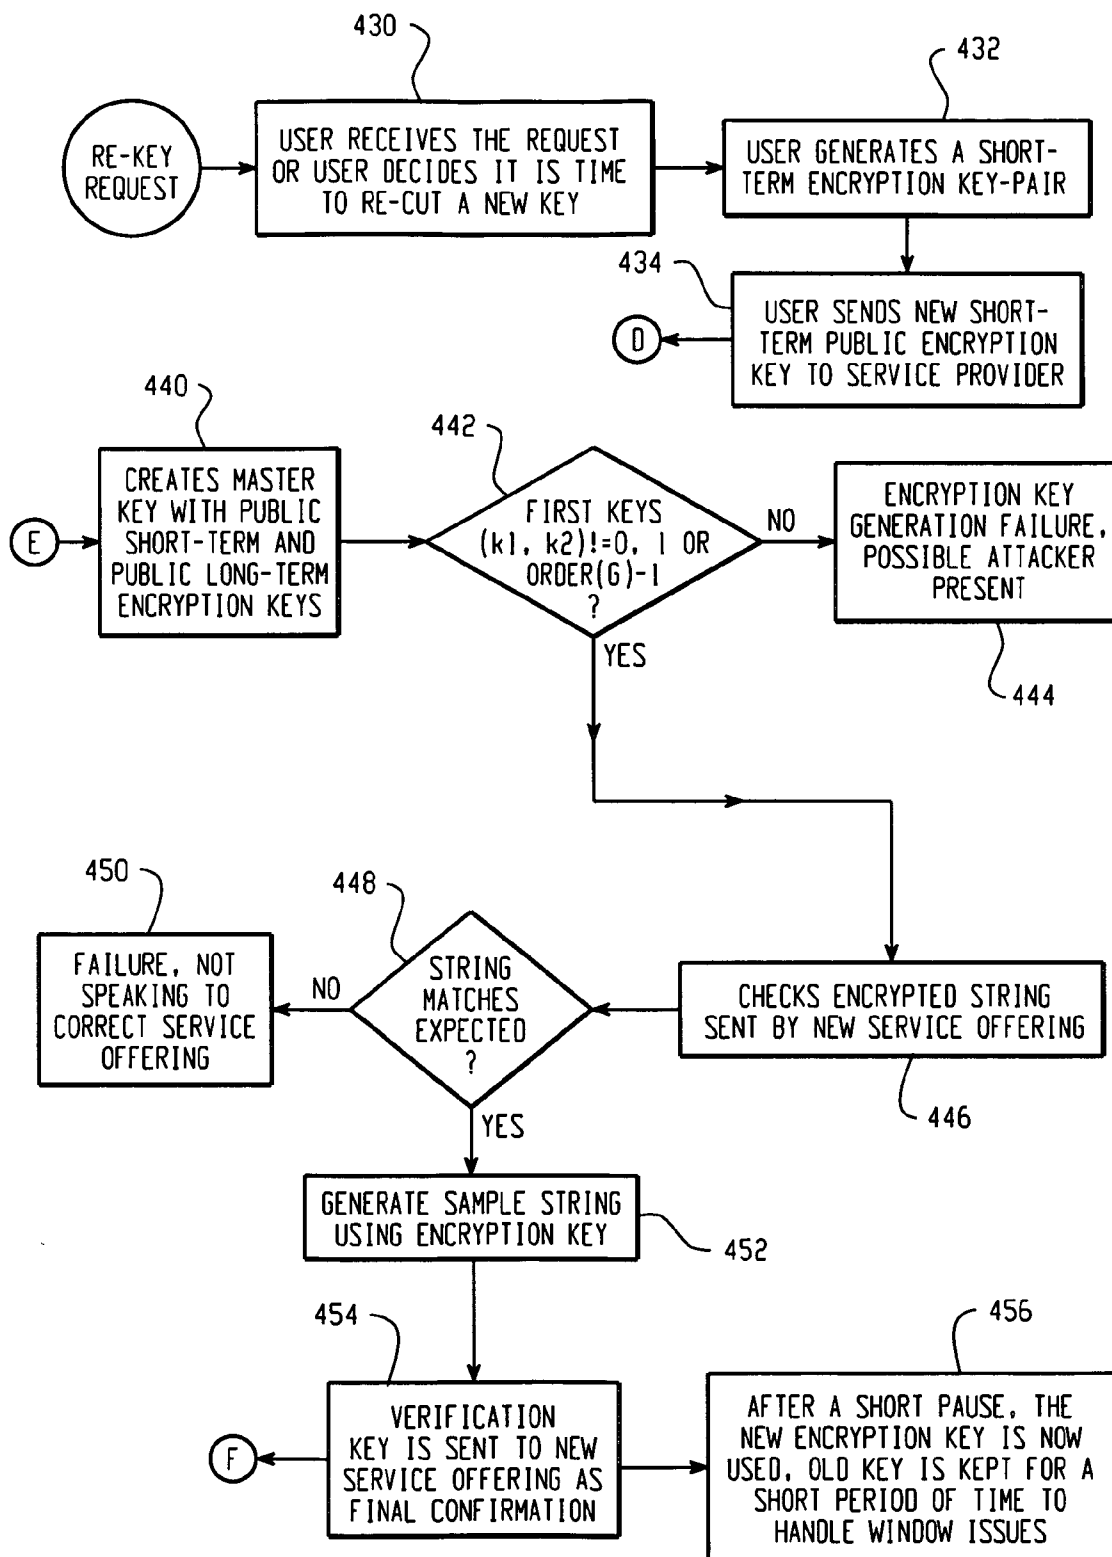 430
432
RE-KEY
REQUEST
USER RECEIVES THE REQUEST
OR USER DECIDES IT IS TIME
TO RE-CUT A NEW KEY
USER GENERATES A SHORT-
TERM ENCRYPTION KEY-PAIR
434
USER SENDS NEW SHORT-
TERM PUBLIC ENCRYPTION
KEY TO SERVICE PROVIDER
D
440
442
E
CREATES MASTER
KEY WITH PUBLIC
SHORT-TERM AND
PUBLIC LONG-TERM
ENCRYPTION KEYS
FIRST KEYS
(k1, k2)!=0, 1 OR
ORDER(G)-1
?
NO
ENCRYPTION KEY
GENERATION FAILURE,
POSSIBLE ATTACKER
PRESENT
YES
444
450
448
FAILURE, NOT
SPEAKING TO
CORRECT SERVICE
OFFERING
NO
STRING
MATCHES
EXPECTED
?
CHECKS ENCRYPTED STRING
SENT BY NEW SERVICE OFFERING
446
YES
GENERATE SAMPLE STRING
USING ENCRYPTION KEY
452
454
456
F
VERIFICATION
KEY IS SENT TO NEW
SERVICE OFFERING AS
FINAL CONFIRMATION
AFTER A SHORT PAUSE, THE
NEW ENCRYPTION KEY IS NOW
USED, OLD KEY IS KEPT FOR A
SHORT PERIOD OF TIME TO
HANDLE WINDOW ISSUES